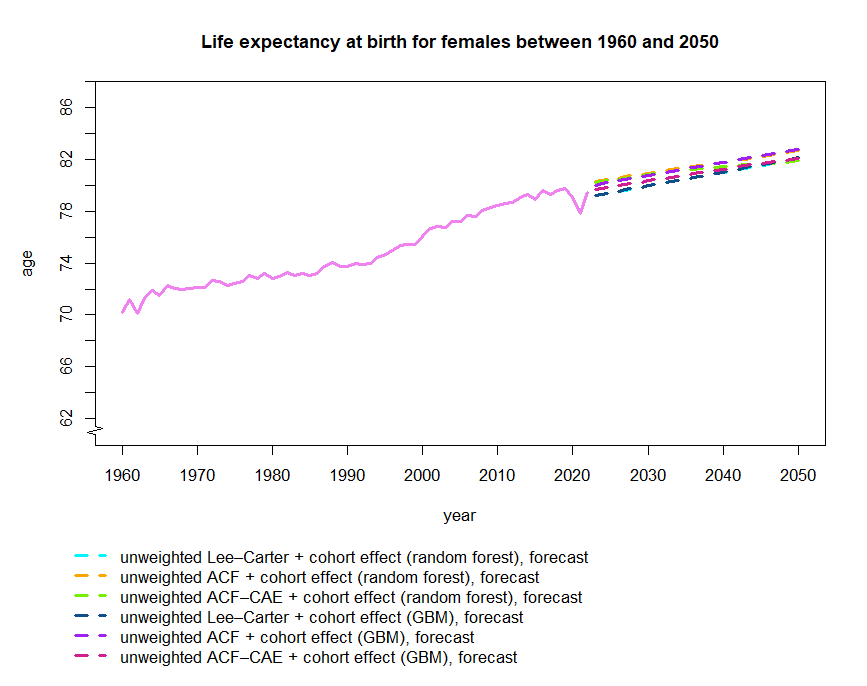 Life expectancy at birth for females between 1960 and 2050
age
86
82
78
74
70
66
62
1960 1970 1980 1990 2000 2010 2020 2030 2040 2050
year
unweighted Lee–Carter + cohort effect (random forest), forecast
unweighted ACF + cohort effect (random forest), forecast
unweighted ACF–CAE + cohort effect (random forest), forecast
unweighted Lee–Carter + cohort effect (GBM), forecast
unweighted ACF + cohort effect (GBM), forecast
unweighted ACF–CAE + cohort effect (GBM), forecast